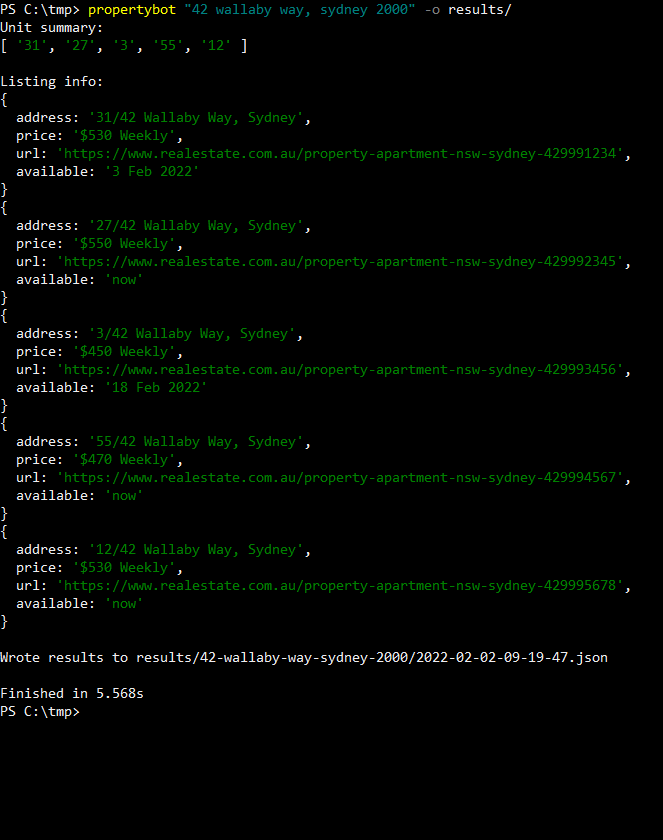 PS C:\tmp> propertybot "42 wallaby way, sydney 2000" -o results/
Unit summary:
[ '31', '27', '3', '55', '12' ]
Listing info:
{
  address: '31/42 Wallaby Way, Sydney',
  price: '$530 Weekly',
  url: 'https://www.realestate.com.au/property-apartment-nsw-sydney-429991234',
  available: '3 Feb 2022'
}
{
  address: '27/42 Wallaby Way, Sydney',
  price: '$550 Weekly',
  url: 'https://www.realestate.com.au/property-apartment-nsw-sydney-429992345',
  available: 'now'
}
{
  address: '3/42 Wallaby Way, Sydney',
  price: '$450 Weekly',
  url: 'https://www.realestate.com.au/property-apartment-nsw-sydney-429993456',
  available: '18 Feb 2022'
}
{
  address: '55/42 Wallaby Way, Sydney',
  price: '$470 Weekly',
  url: 'https://www.realestate.com.au/property-apartment-nsw-sydney-429994567',
  available: 'now'
}
{
  address: '12/42 Wallaby Way, Sydney',
  price: '$530 Weekly',
  url: 'https://www.realestate.com.au/property-apartment-nsw-sydney-429995678',
  available: 'now'
}
Wrote results to results/42-wallaby-way-sydney-2000/2022-02-02-09-19-47.json
Finished in 5.568s
PS C:\tmp>